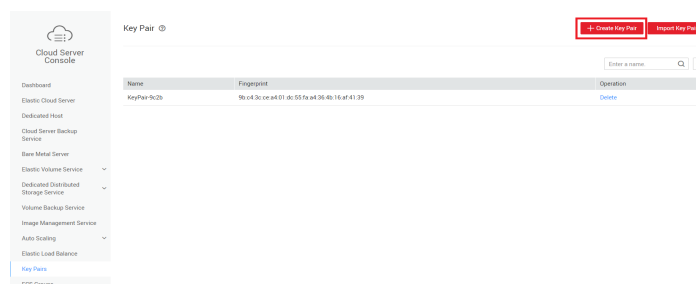 Key Pair
+ Create Key Pair
Import Key Pai
Cloud Server
Console
Enter a name
Dashboard
Name
Fingerprint
Operation
Elastic Cloud Server
KeyPair-9c2b
9b:c4:3c:ce:a4:01:dc:55:fa:a4:36:4b:16:af:41:39
Delete
Dedicated Host
Cloud Server Backup
Service
Bare Metal Server
Elastic Volume Service
Dedicated Distributed
Storage Service
Volume Backup Service
Image Management Service
Auto Scaling
Elastic Load Balance
Key Pairs